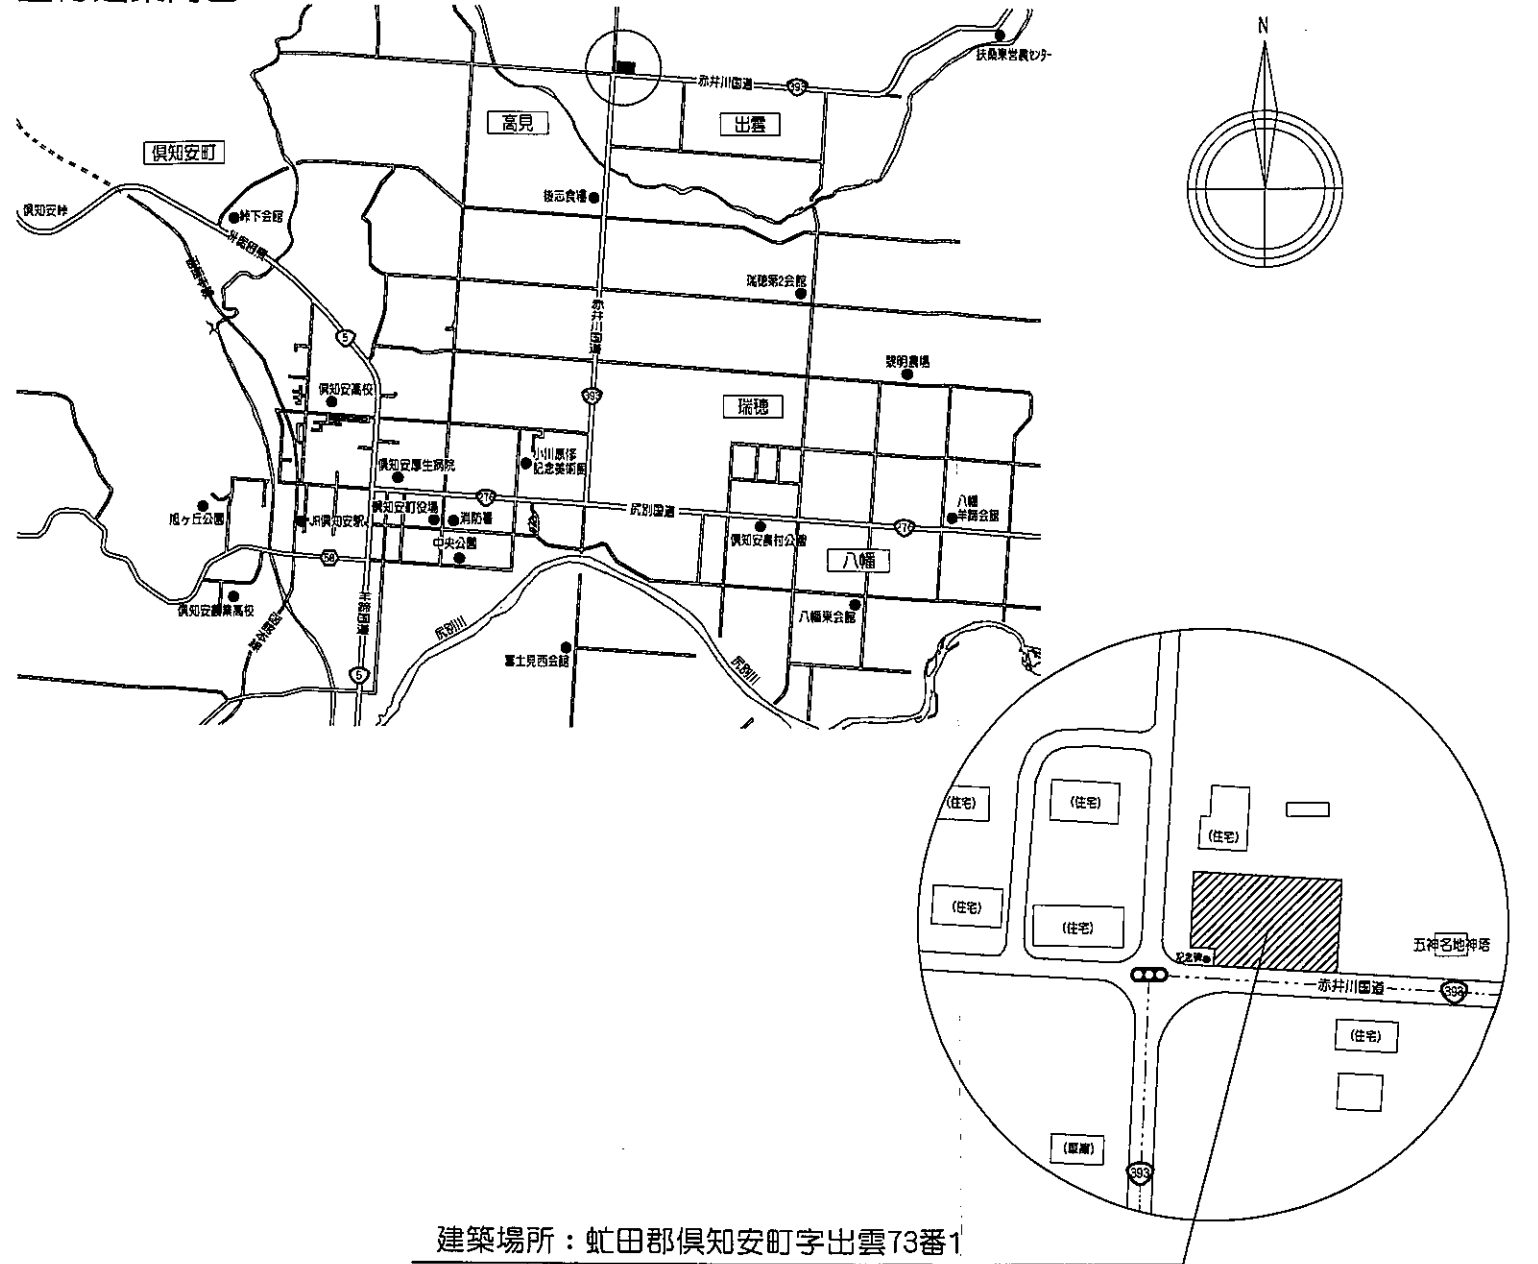 N
扶桑東営農センター
赤井川国道
393
高見
出雲
倶知安町
倶知安峠
峠下会館
後志食糧
瑞穂第2会館
赤井川国道
5
黎明農場
倶知安高校
393
瑞穂
小川原脩
記念美術館
倶知安厚生病院
276
八幡
羊蹄会館
旭ヶ丘公園
JR倶知安駅
倶知安町役場
消防署
尻別国道
276
倶知安農村公園
中央公園
八幡
58
倶知安農業高校
羊蹄国道
尻別川
八幡東会館
富士見西会館
尻別川
5
(住宅)
(住宅)
(住宅)
(住宅)
(住宅)
五神名地神塔
記念碑
赤井川国道
393
(住宅)
393
建築場所：虻田郡倶知安町字出雲73番1